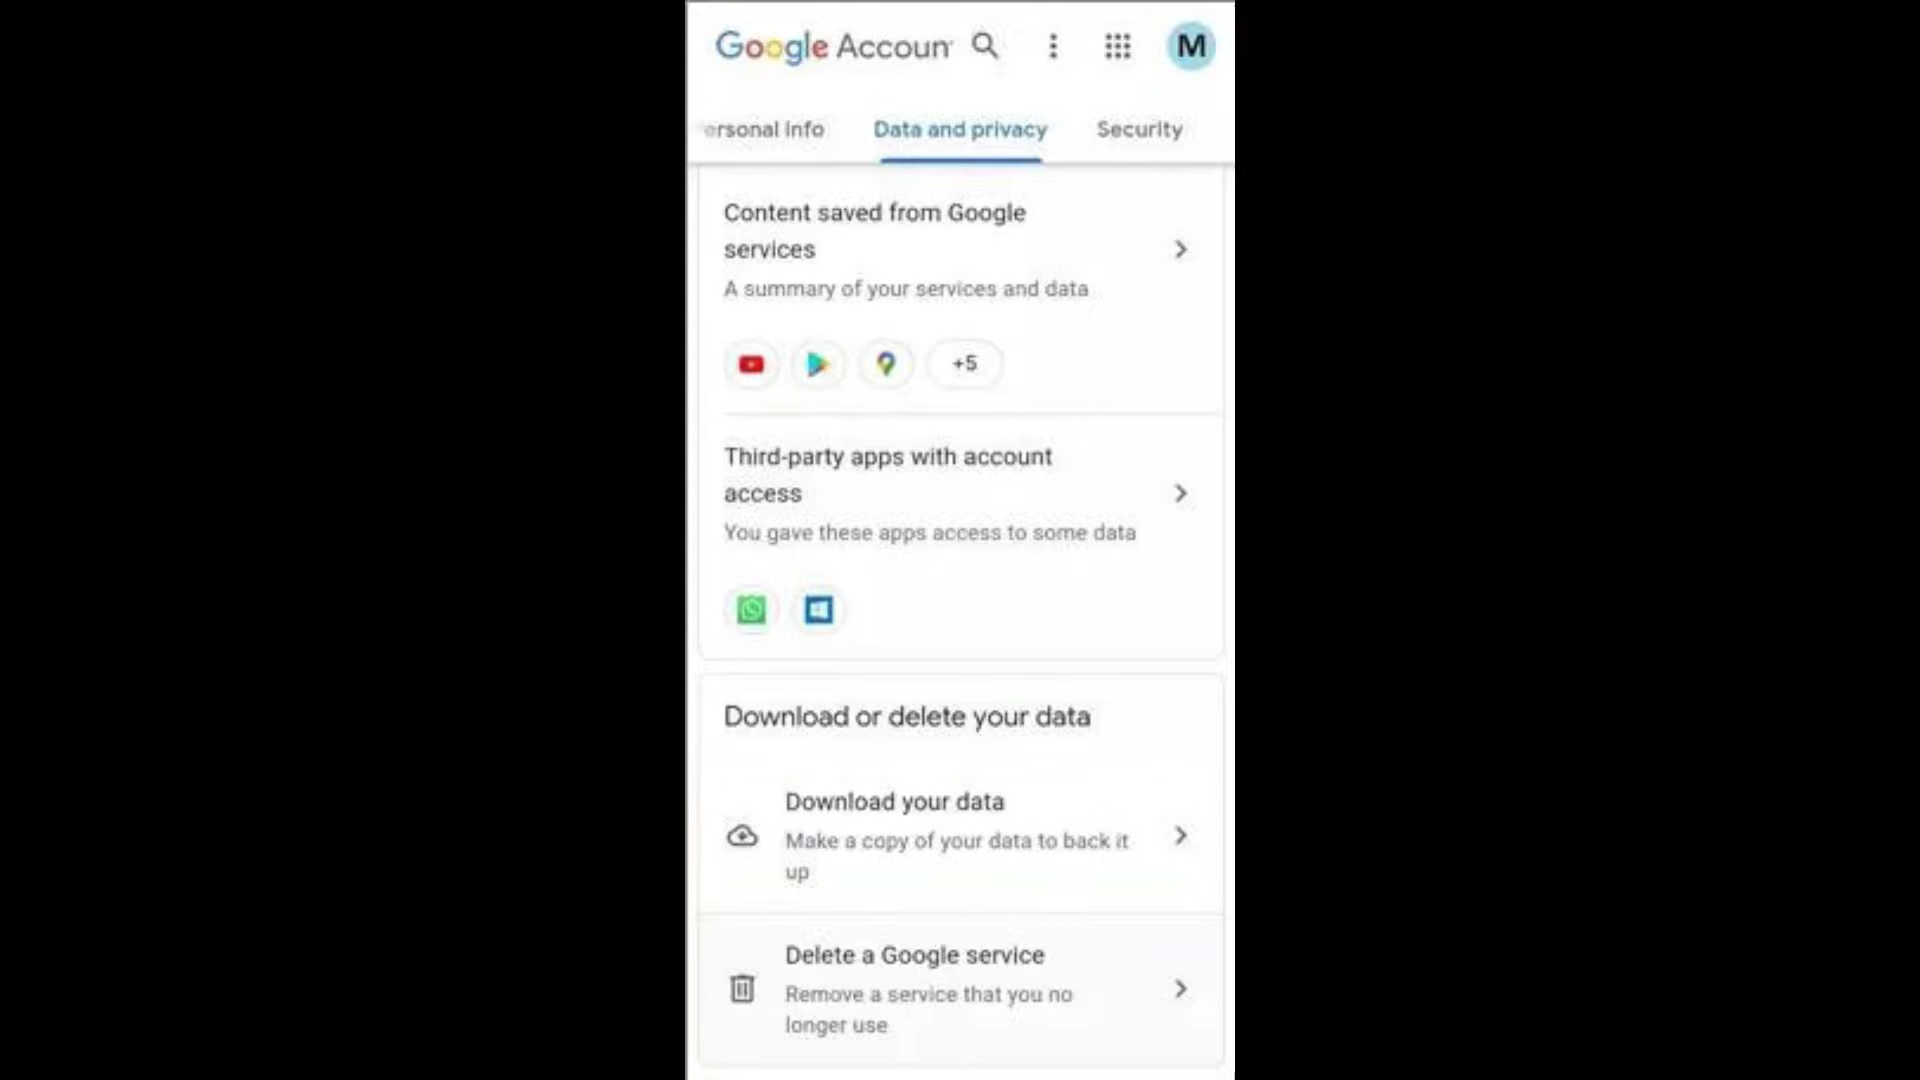 Google Accoun
M
ersonal info Data and privacy Security
Content saved from Google
services
A summary of your services and data
+5
Third-party apps with account
access
You gave these apps access to some data
Download or delete your data
Download your data
Make a copy of your data to back it
up
Delete a Google service
Remove a service that you no
longer use